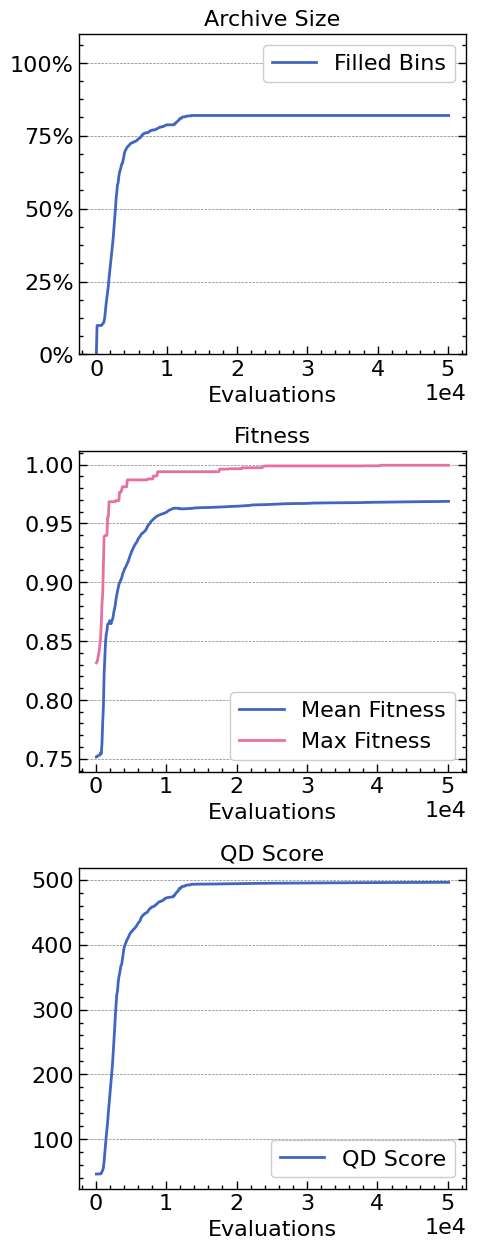 Archive Size
100%
75%
50%
25%
0%
Filled Bins
0 1 2 3 4 5
1e4
Evaluations
Fitness
1.00
0.95
0.90
0.85
0.80
0.75
Mean Fitness
Max Fitness
0 1 2 3 4 5
1e4
Evaluations
QD Score
500
400
300
200
100
QD Score
0 1 2 3 4 5
1e4
Evaluations